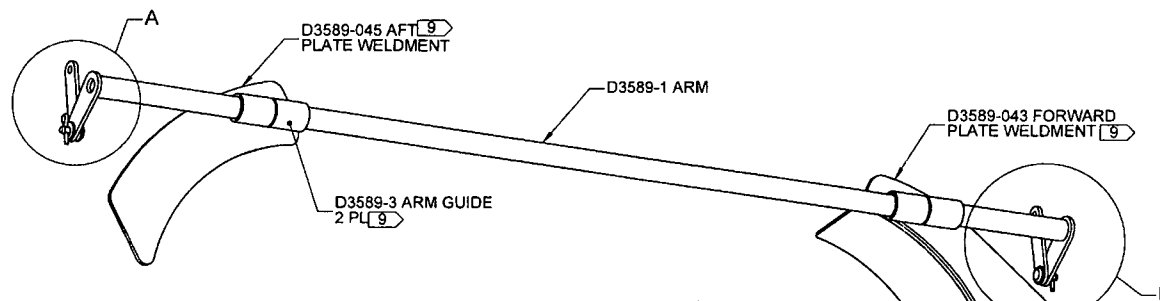 A
D3589-045 AFT 9
PLATE WELDMENT
D3589-1 ARM
D3589-043 FORWARD
PLATE WELDMENT 9
D3589-3 ARM GUIDE
2 PL 9